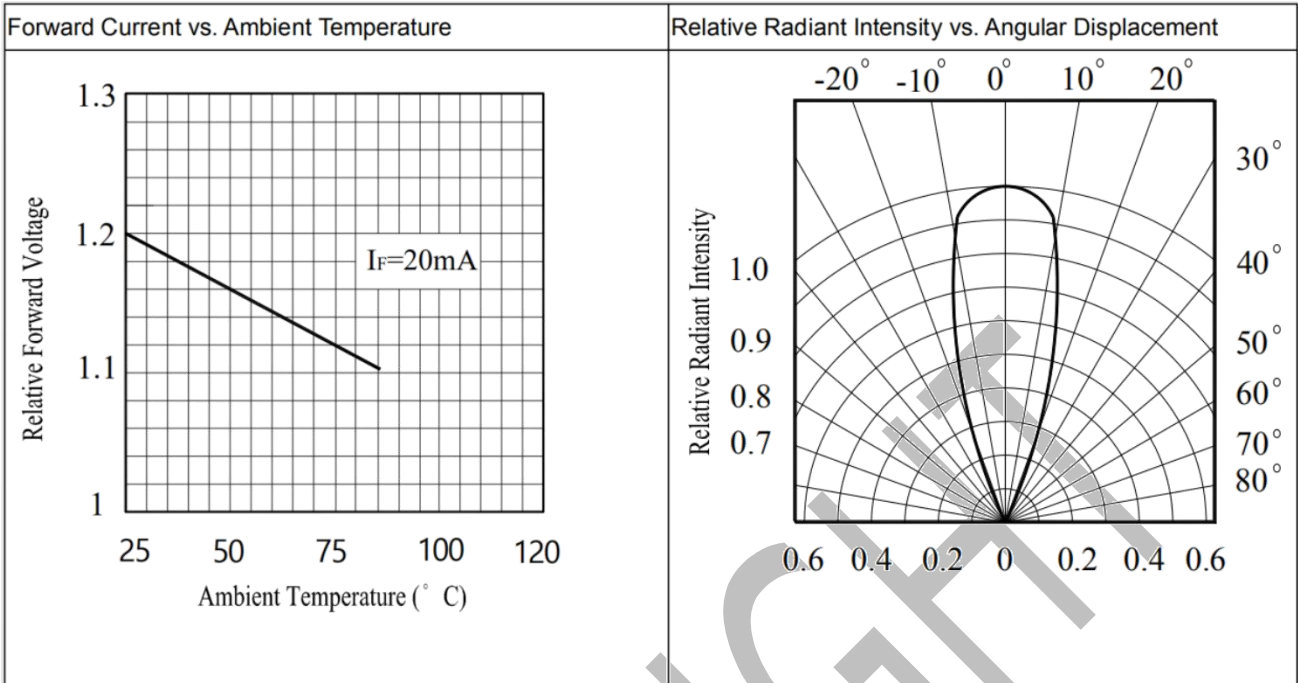 Forward Current vs. Ambient Temperature
Relative Forward Voltage
1.3
1.2
1.1
1
IF=20mA
25 50 75 100 120
Ambient Temperature (° C)
Relative Radiant Intensity vs. Angular Displacement
-20° -10° 0° 10° 20°
30°
40°
50°
60°
70°
80°
Relative Radiant Intensity
1.0
0.9
0.8
0.7
0.6 0.4 0.2 0 0.2 0.4 0.6